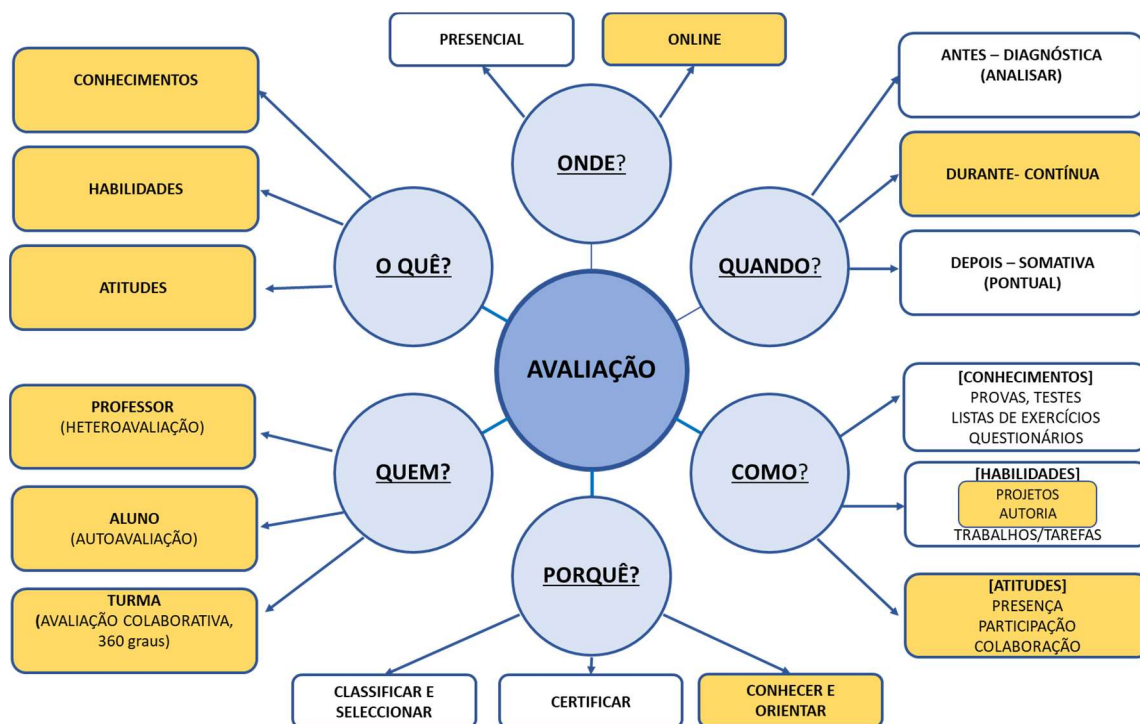 PRESENCIAL
ONLINE
ONDE?
CONHECIMENTOS
HABILIDADES
ATITUDES
O QUÊ?
ANTES – DIAGNÓSTICA
(ANALISAR)
DURANTE- CONTÍNUA
DEPOIS – SOMATIVA
(PONTUAL)
QUANDO?
AVALIAÇÃO
PROFESSOR
(HETEROAVALIAÇÃO)
ALUNO
(AUTOAVALIAÇÃO)
TURMA
(AVALIAÇÃO COLABORATIVA,
360 graus)
QUEM?
COMO?
[CONHECIMENTOS]
PROVAS, TESTES
LISTAS DE EXERCÍCIOS
QUESTIONÁRIOS
[HABILIDADES]
PROJETOS
AUTORIA
TRABALHOS/TAREFAS
[ATITUDES]
PRESENÇA
PARTICIPAÇÃO
COLABORAÇÃO
PORQUÊ?
CLASSIFICAR E
SELECCIONAR
CERTIFICAR
CONHECER E
ORIENTAR